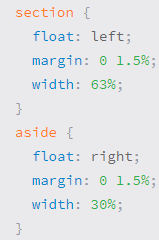 section {
  float: left;
  margin: 0 1.5%;
  width: 63%;
}
aside {
  float: right;
  margin: 0 1.5%;
  width: 30%;
}